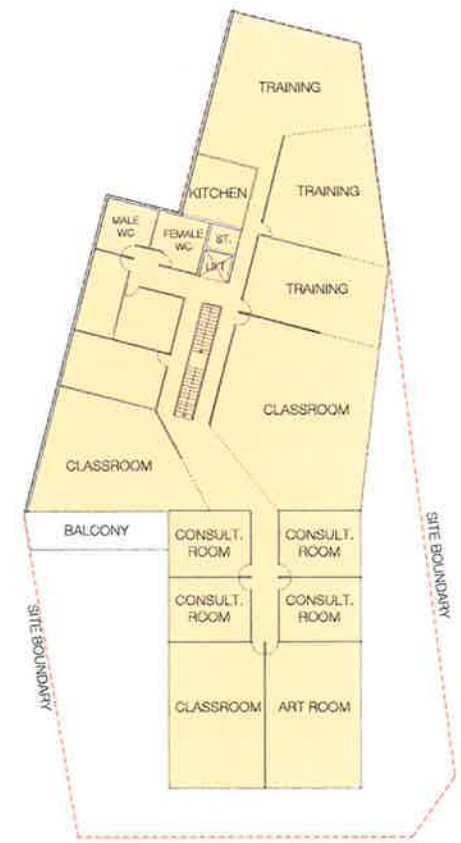 TRAINING
KITCHEN
TRAINING
MALE
WC
FEMALE
WC
ST.
LIFT
TRAINING
CLASSROOM
CLASSROOM
BALCONY
CONSULT.
ROOM
CONSULT.
ROOM
CONSULT.
ROOM
CONSULT.
ROOM
SITE BOUNDARY
SITE BOUNDARY
CLASSROOM
ART ROOM